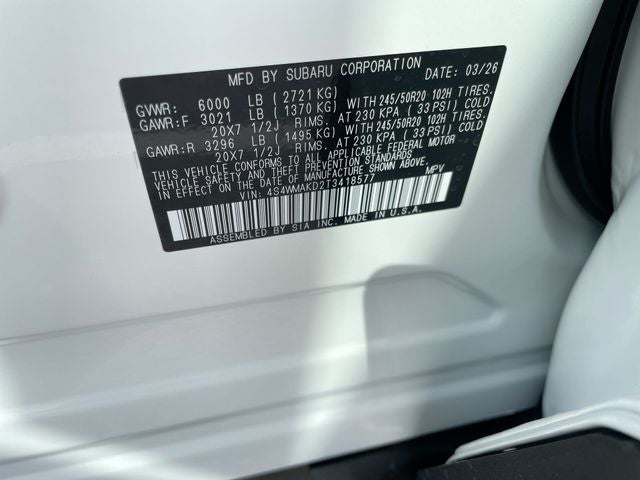 MFD BY SUBARU CORPORATION DATE: 03/26
GVWR: 6000 LB (2721 KG)
GAWR:F 3021 LB (1370 KG) WITH 245/50R20 102H TIRES.
20X7 1/2J RIMS. AT 230 KPA (33 PSI) COLD
GAWR:R 3296 LB (1495 KG) WITH 245/50R20 102H TIRES.
20X7 1/2J RIMS. AT 230 KPA (33 PSI) COLD
THIS VEHICLE CONFORMS TO ALL APPLICABLE FEDERAL MOTOR
VEHICLE SAFETY AND THEFT PREVENTION STANDARDS
IN EFFECT ON THE DATE OF MANUFACTURE SHOWN ABOVE.
VIN: 4S4WMAKD2T3418577 MPV
ASSEMBLED BY SIA INC. MADE IN U.S.A.